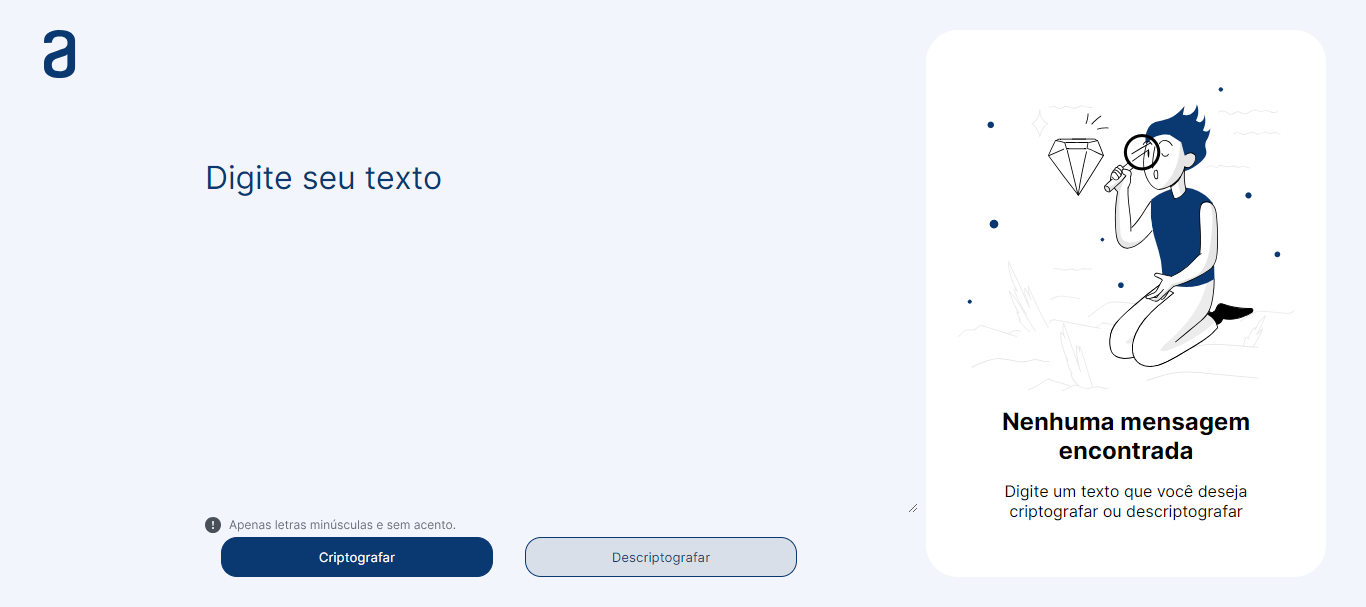 a
Digite seu texto
Apenas letras minúsculas e sem acento.
Criptografar
Descriptografar
Nenhuma mensagem
encontrada
Digite um texto que você deseja
criptografar ou descriptografar